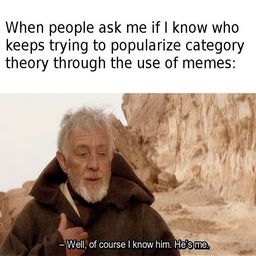 When people ask me if I know who
keeps trying to popularize category
theory through the use of memes:
– Well, of course I know him. He's me.